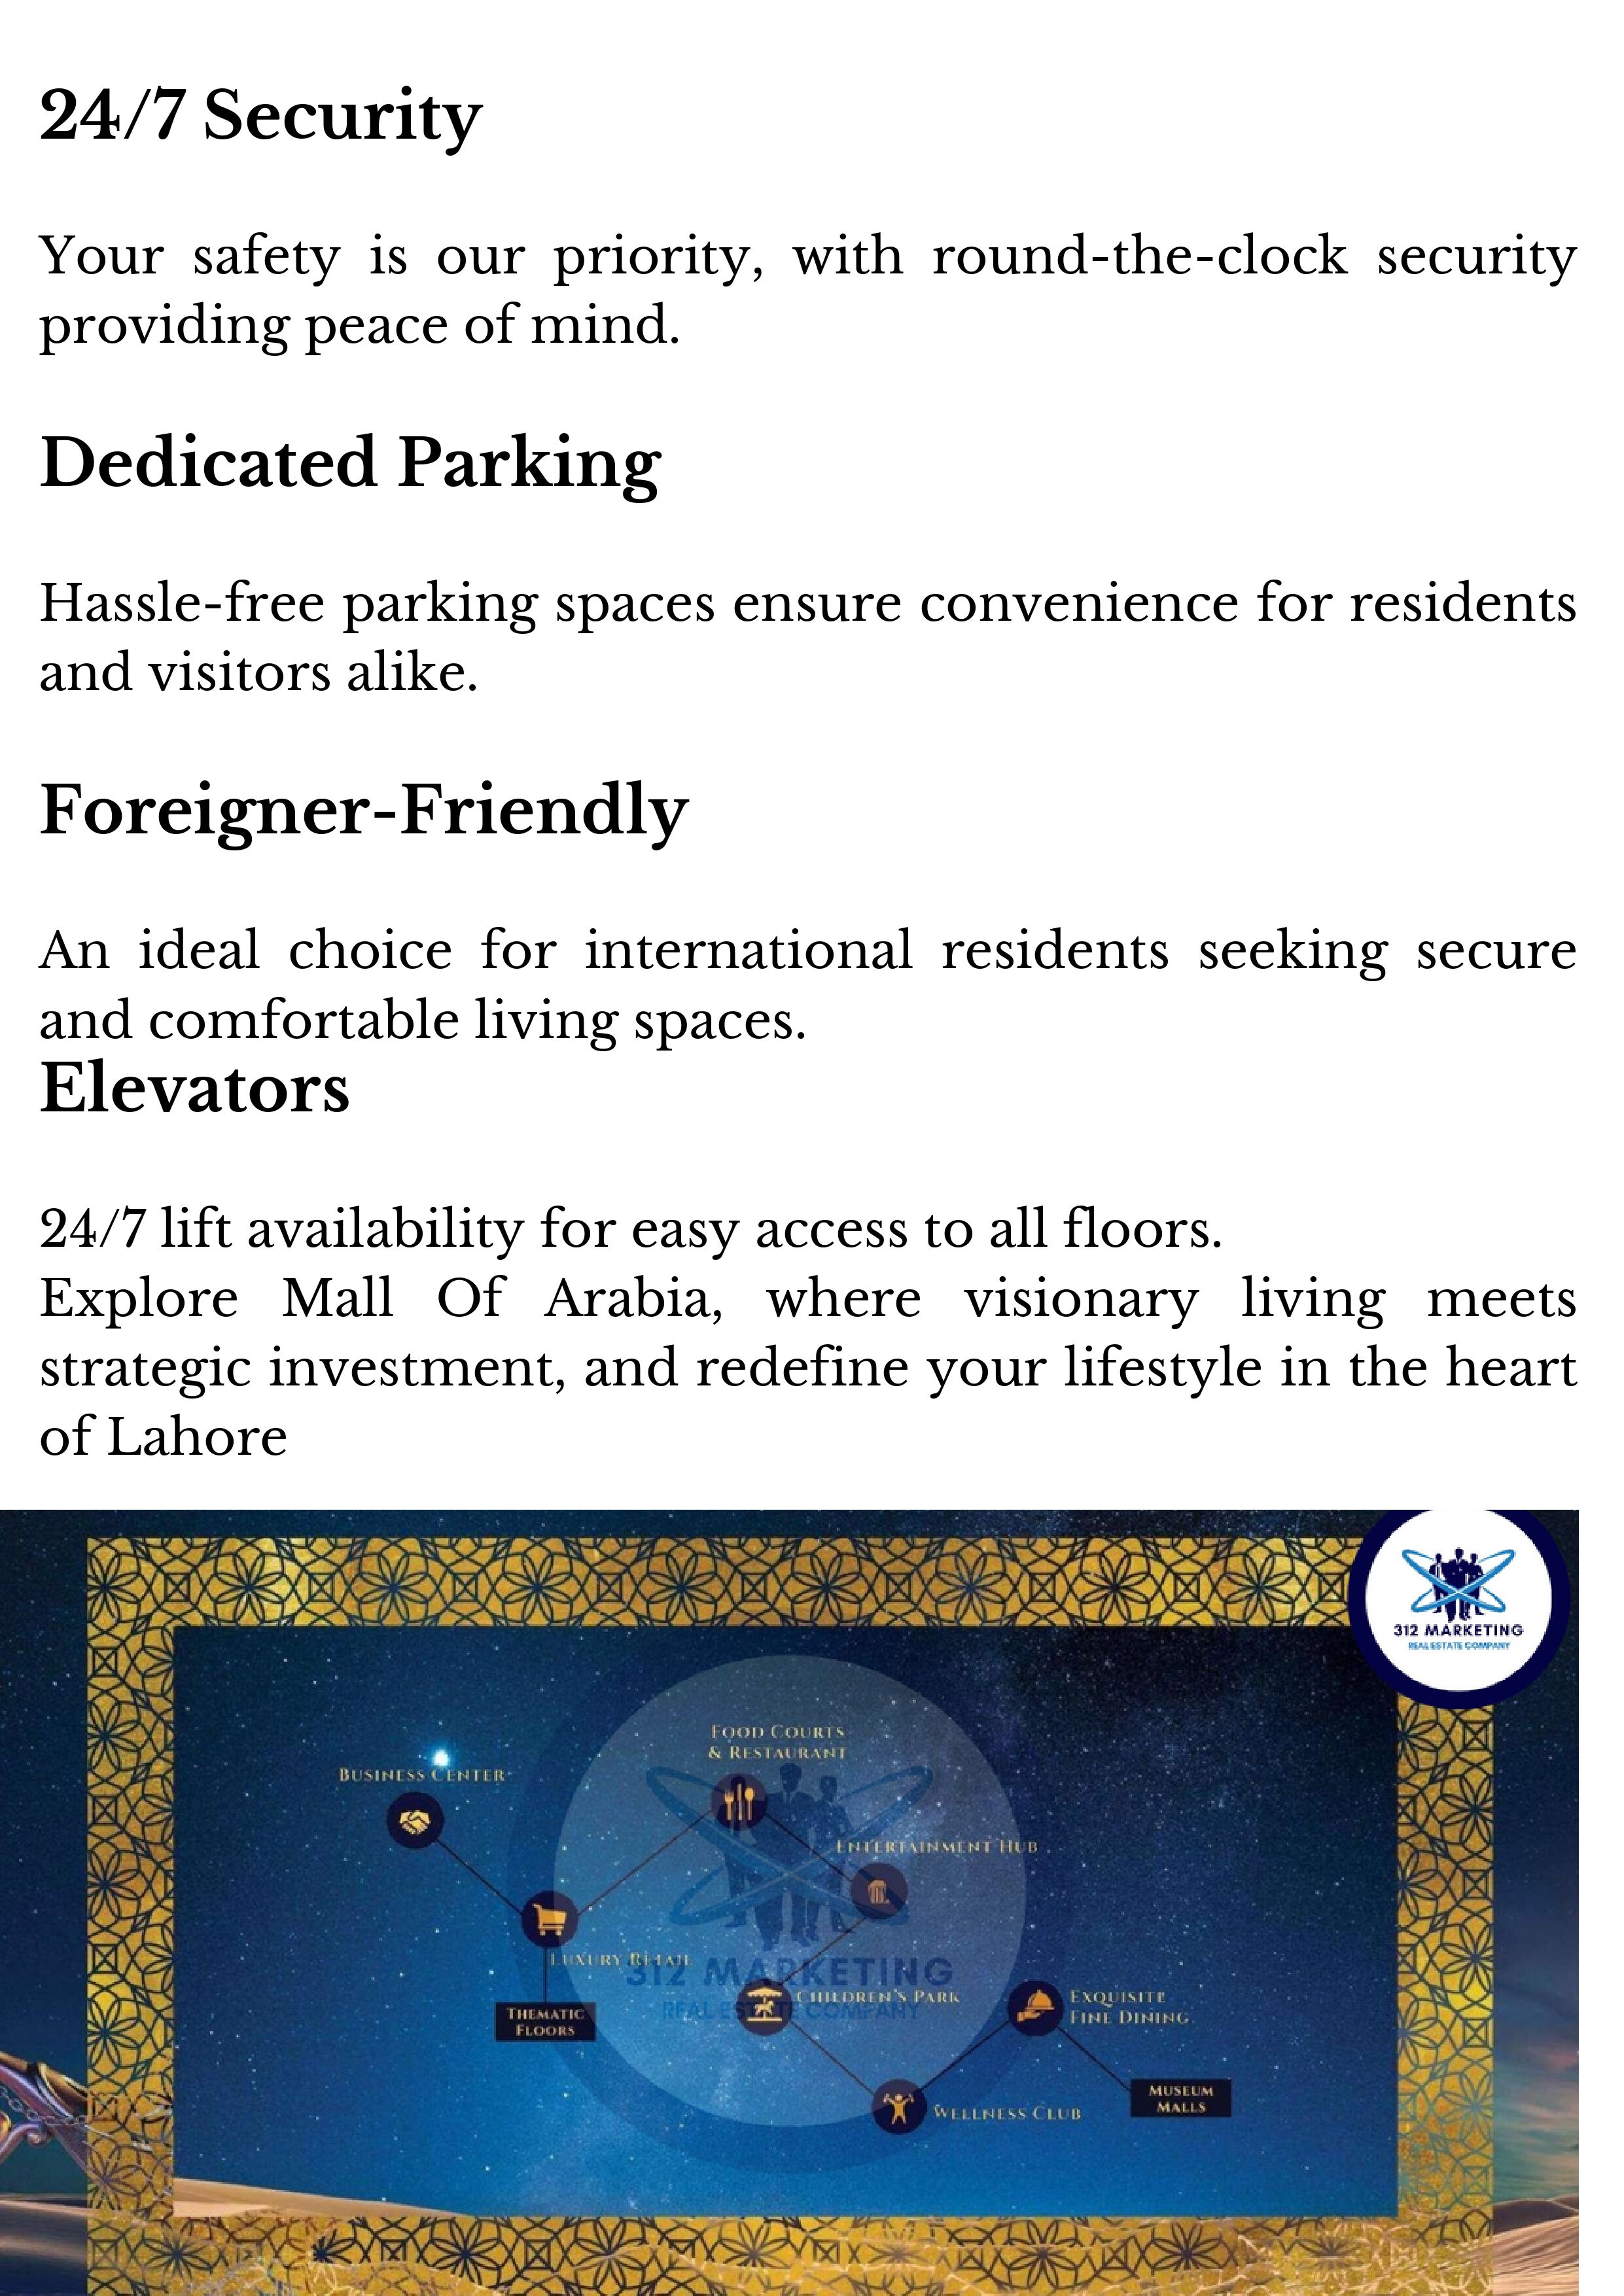 24/7 Security
Your safety is our priority, with round-the-clock security
providing peace of mind.
Dedicated Parking
Hassle-free parking spaces ensure convenience for residents
and visitors alike.
Foreigner-Friendly
An ideal choice for international residents seeking secure
and comfortable living spaces.
Elevators
24/7 lift availability for easy access to all floors.
Explore Mall Of Arabia, where visionary living meets
strategic investment, and redefine your lifestyle in the heart
of Lahore
312 MARKETING
REAL ESTATE COMPANY
FOOD COURTS
& RESTAURANT
BUSINESS CENTER
ENTERTAINMENT HUB
LUXURY RETAIL
312 MARKETING
REAL ESTATE COMPANY
CHILDREN'S PARK
EXQUISITE
FINE DINING
THEMATIC
FLOORS
MUSEUM
MALLS
WELLNESS CLUB